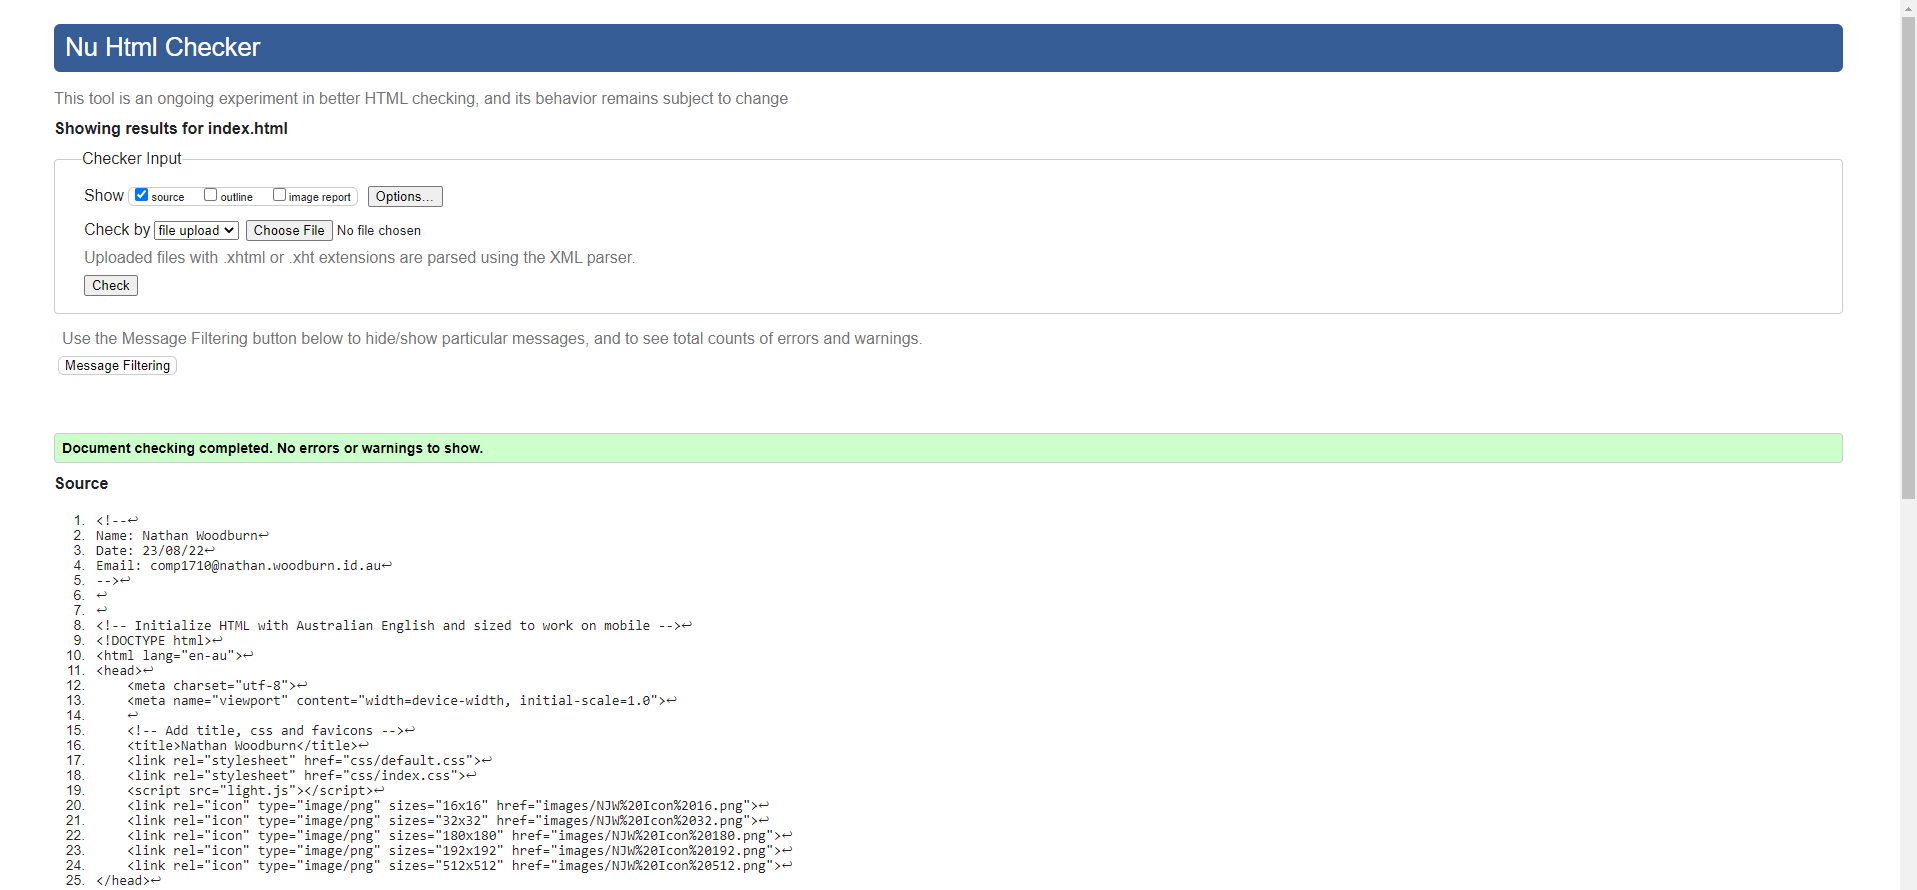 Nu Html Checker
This tool is an ongoing experiment in better HTML checking, and its behavior remains subject to change
Showing results for index.html
Checker Input
Show source outline image report Options...
Check by file upload Choose File No file chosen
Uploaded files with .xhtml or .xht extensions are parsed using the XML parser.
Check
Use the Message Filtering button below to hide/show particular messages, and to see total counts of errors and warnings.
Message Filtering
Document checking completed. No errors or warnings to show.
Source
1. <!--↩
2. Name: Nathan Woodburn↩
3. Date: 23/08/22↩
4. Email: comp1710@nathan.woodburn.id.au↩
5. -->↩
6. ↩
7. ↩
8. <!-- Initialize HTML with Australian English and sized to work on mobile -->↩
9. <!DOCTYPE html>↩
10. <html lang="en-au">↩
11. <head>↩
12. <meta charset="utf-8">↩
13. <meta name="viewport" content="width=device-width, initial-scale=1.0">↩
14. ↩
15. <!-- Add title, css and favicons -->↩
16. <title>Nathan Woodburn</title>↩
17. <link rel="stylesheet" href="css/default.css">↩
18. <link rel="stylesheet" href="css/index.css">↩
19. <script src="light.js"></script>↩
20. <link rel="icon" type="image/png" sizes="16x16" href="images/NJW%20Icon%2016.png">↩
21. <link rel="icon" type="image/png" sizes="32x32" href="images/NJW%20Icon%2032.png">↩
22. <link rel="icon" type="image/png" sizes="180x180" href="images/NJW%20Icon%20180.png">↩
23. <link rel="icon" type="image/png" sizes="192x192" href="images/NJW%20Icon%20192.png">↩
24. <link rel="icon" type="image/png" sizes="512x512" href="images/NJW%20Icon%20512.png">↩
25. </head>↩